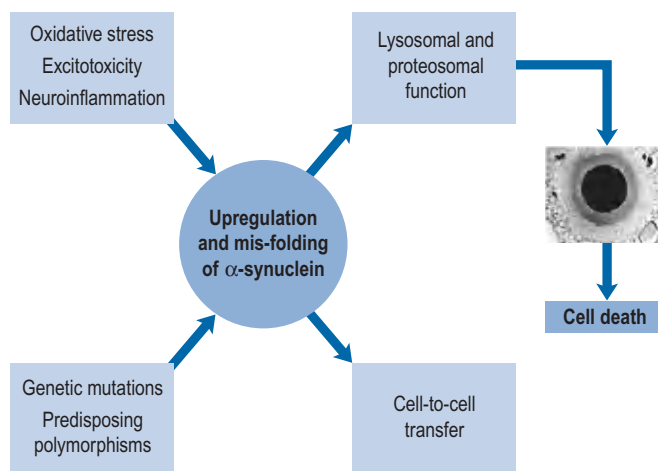 Oxidative stress
Excitotoxicity
Neuroinflammation
Lysosomal and
proteosomal
function
Upregulation
and mis-folding
of α-synuclein
Cell death
Genetic mutations
Predisposing
polymorphisms
Cell-to-cell
transfer